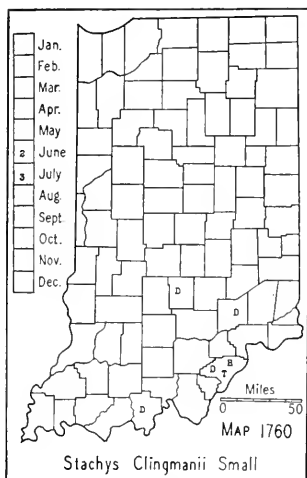 Jan.
Feb.
Mar.
Apr.
May
2 June
3 July
Aug.
Sept.
Oct.
Nov.
Dec.
D
D
D H
T
D
Miles
0 50
MAP 1760
Stachys Clingmanii Small